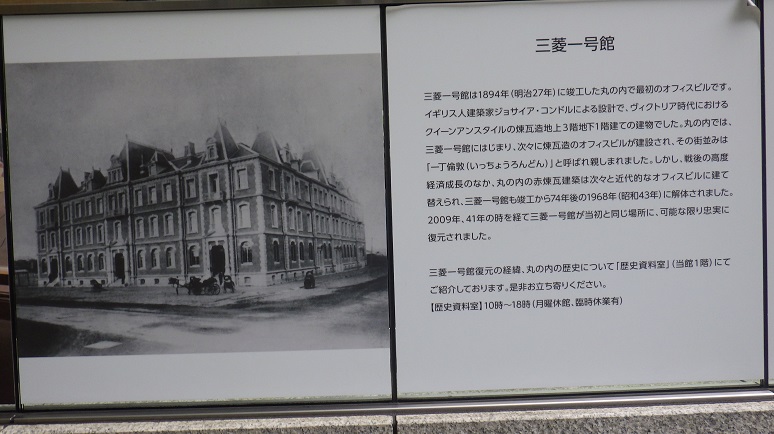 三菱一号館
三菱一号館は1894年(明治27年)に竣工した丸の内で最初のオフィスビルです。
イギリス人建築家ジョサイア・コンドルによる設計で、ヴィクトリア時代における
クイーンアンスタイルの煉瓦造地上3階地下1階建ての建物でした。丸の内では、
三菱一号館にはじまり、次々に煉瓦造のオフィスビルが建設され、その街並みは
「一丁倫敦(いっちょうろんどん)」と呼ばれ親しまれました。しかし、戦後の高度
経済成長のなか、丸の内の赤煉瓦建築は次々と近代的なオフィスビルに建て
替えられ、三菱一号館も竣工から74年後の1968年(昭和43年)に解体されました。
2009年、41年の時を経て三菱一号館が当初と同じ場所に、可能な限り忠実に
復元されました。
三菱一号館復元の経緯、丸の内の歴史について「歴史資料室」(当館1階)にて
ご紹介しております。是非お立ち寄りください。
【歴史資料室】10時～18時(月曜休館、臨時休業有)